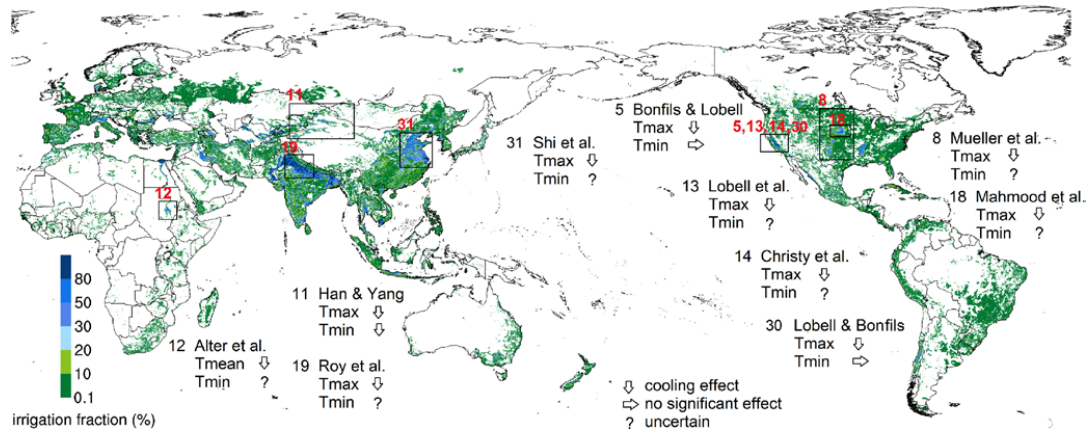 11
31
19
12
5,13,14,30
8
18
31 Shi et al.
Tmax ⇩
Tmin ?
5 Bonfils & Lobell
Tmax ⇩
Tmin ⇨
8 Mueller et al.
Tmax ⇩
Tmin ?
13 Lobell et al.
Tmax ⇩
Tmin ?
18 Mahmood et al.
Tmax ⇩
Tmin ?
14 Christy et al.
Tmax ⇩
Tmin ?
11 Han & Yang
Tmax ⇩
Tmin ⇩
30 Lobell & Bonfils
Tmax ⇩
Tmin ⇨
12 Alter et al.
Tmean ⇩
Tmin ?
19 Roy et al.
Tmax ⇩
Tmin ?
80
50
30
20
10
0.1
irrigation fraction (%)
⇩ cooling effect
⇨ no significant effect
? uncertain